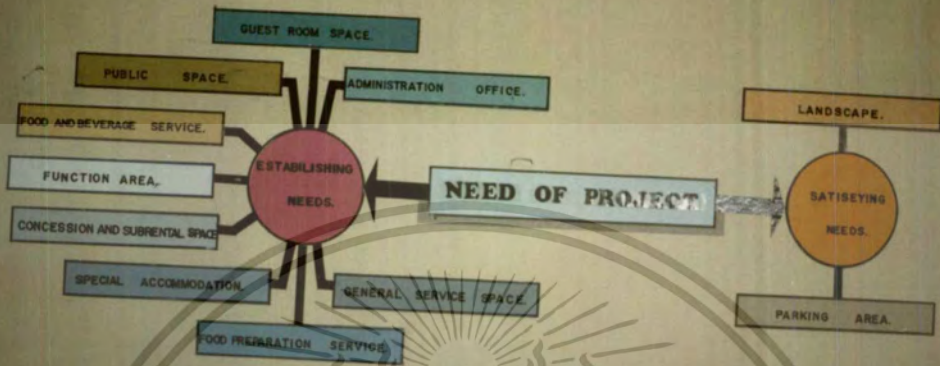 GUEST ROOM SPACE.
PUBLIC SPACE.
ADMINISTRATION OFFICE.
FOOD AND BEVERAGE SERVICE.
FUNCTION AREA,.
CONCESSION AND SUBRENTAL SPACE
SPECIAL ACCOMMODATION.
FOOD PREPARATION SERVICE
GENERAL SERVICE SPACE.
ESTABILISHING
NEEDS.
NEED OF PROJECT
LANDSCAPE.
SATISEYING
NEEDS.
PARKING AREA.